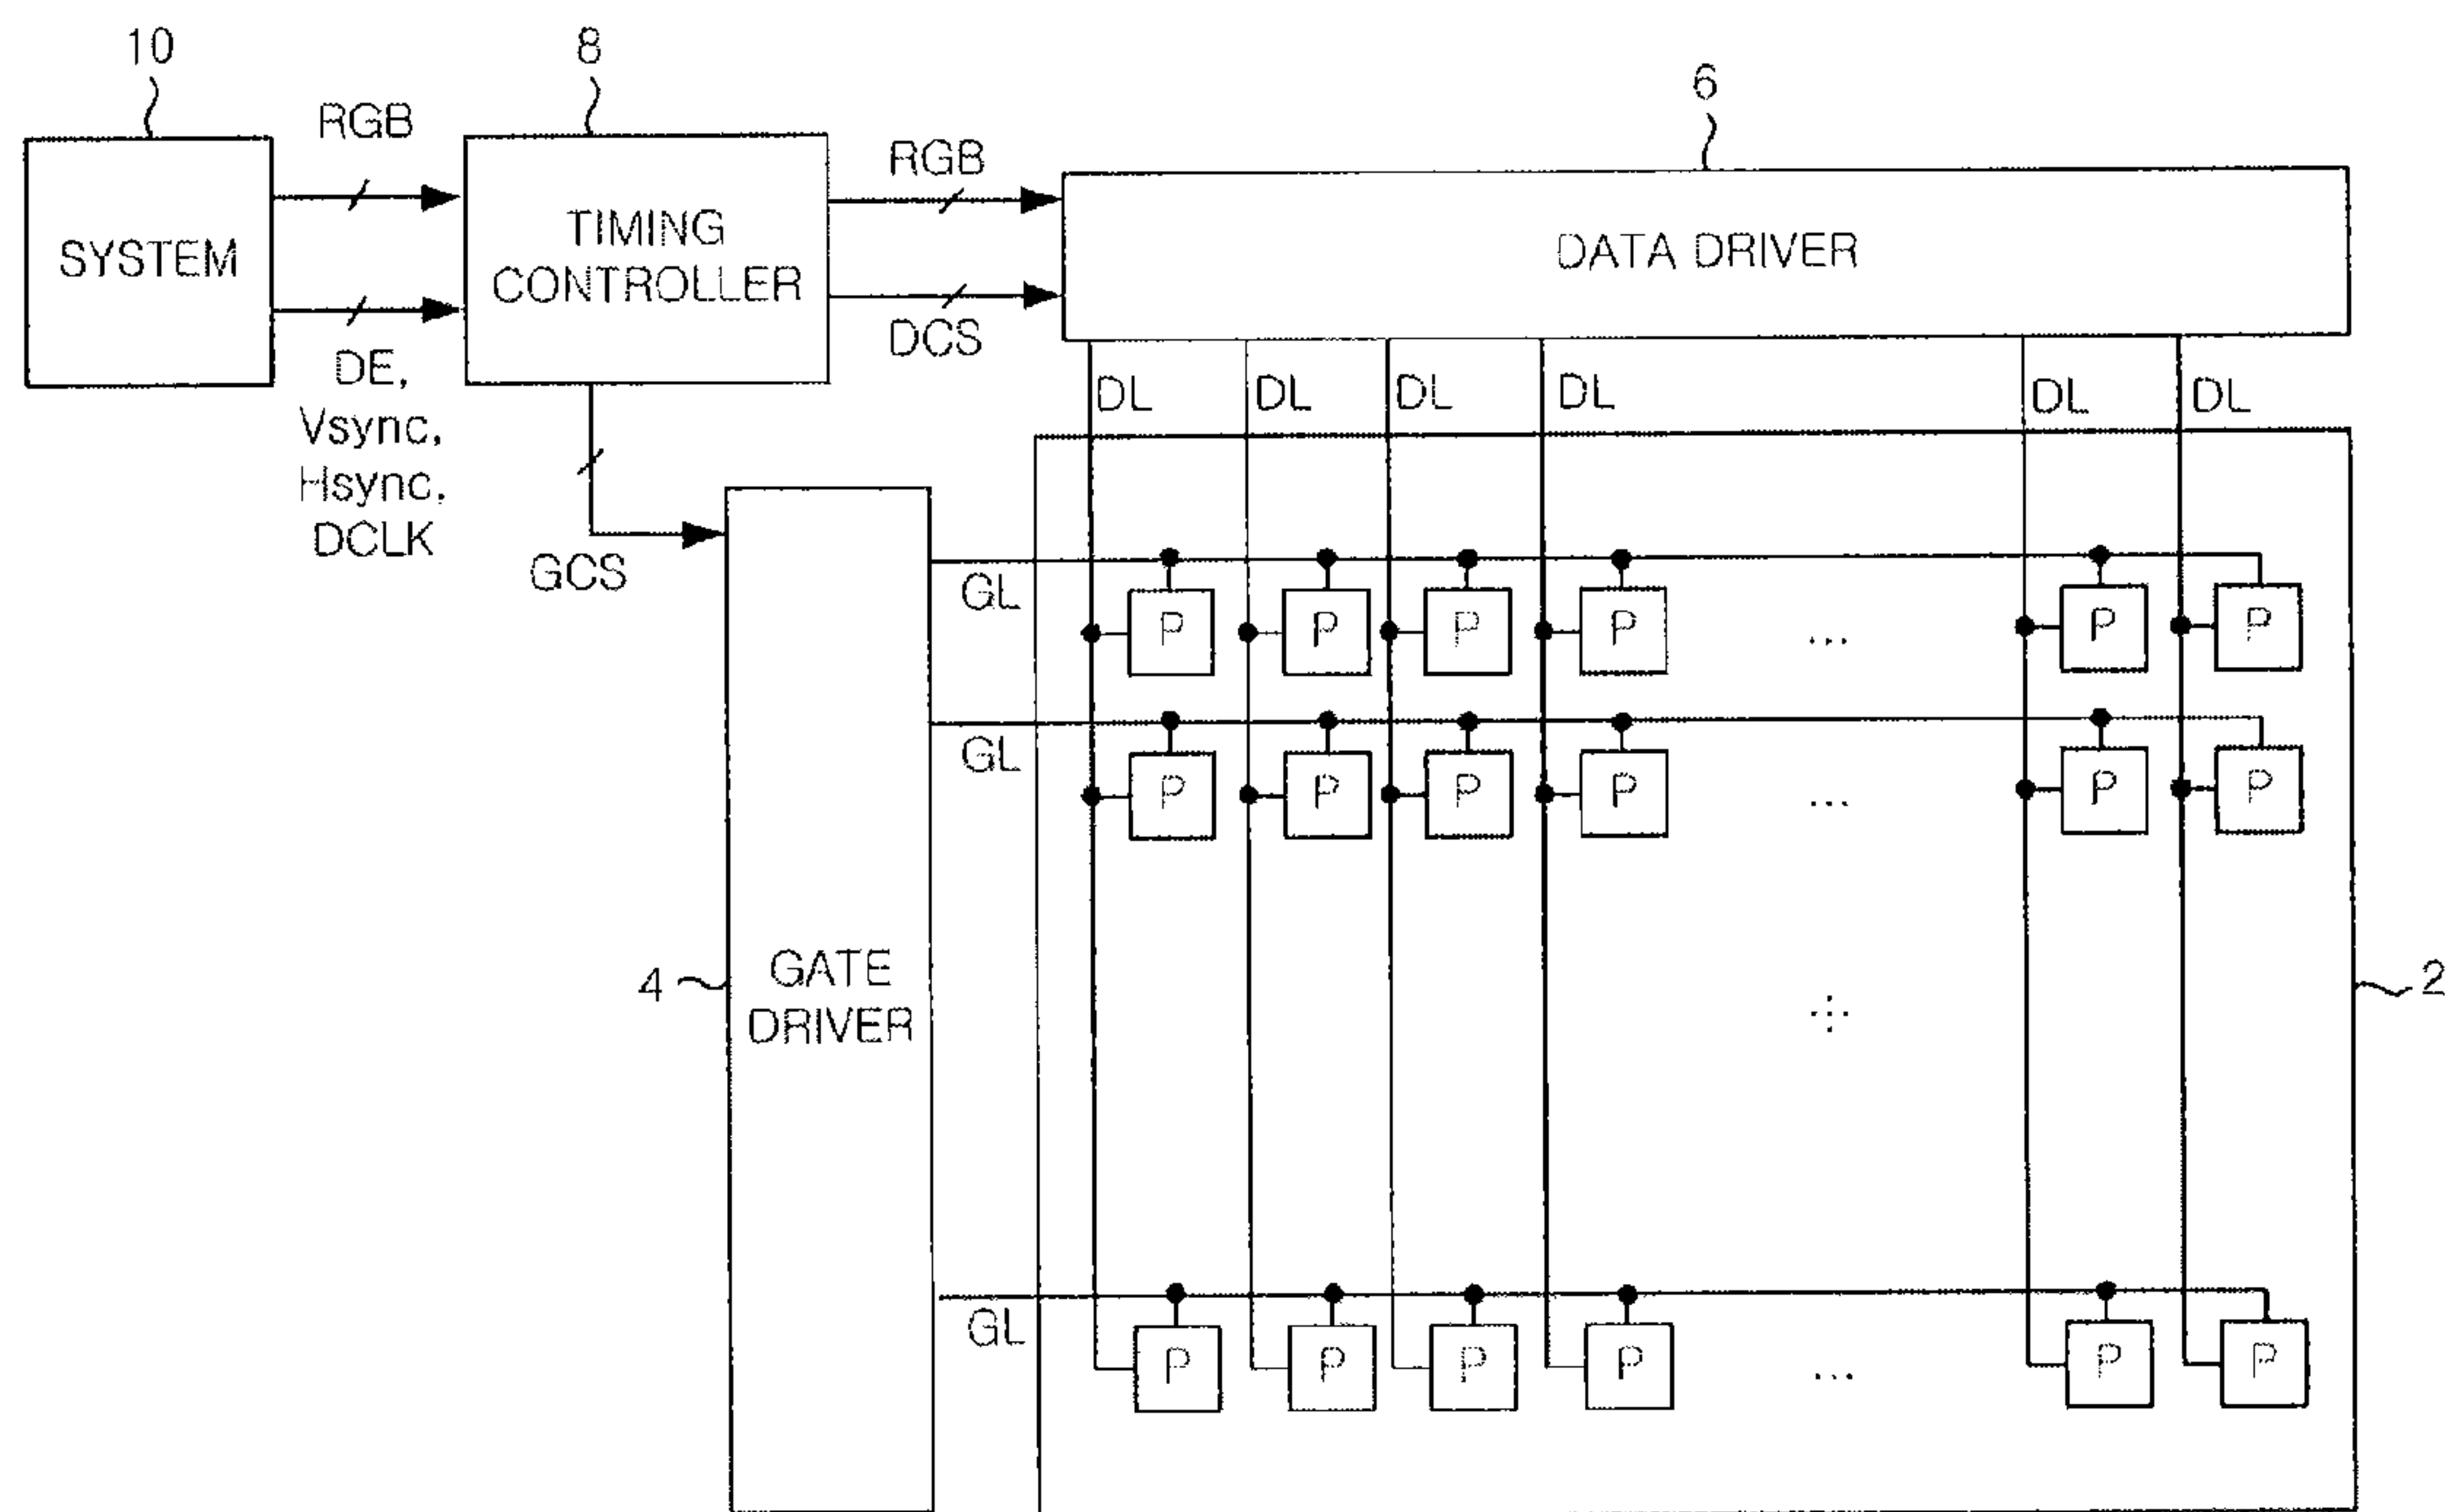 10
8
6
RGB
RGB
SYSTEM
TIMING
CONTROLLER
DATA DRIVER
DCS
DE,
Vsync,
Hsync,
DCLK
DL DL DL DL DL DL
GCS
GL
P P P P ... P P
GL
P P P P ... P P
4
GATE
DRIVER
2
GL
P P P P ... P P